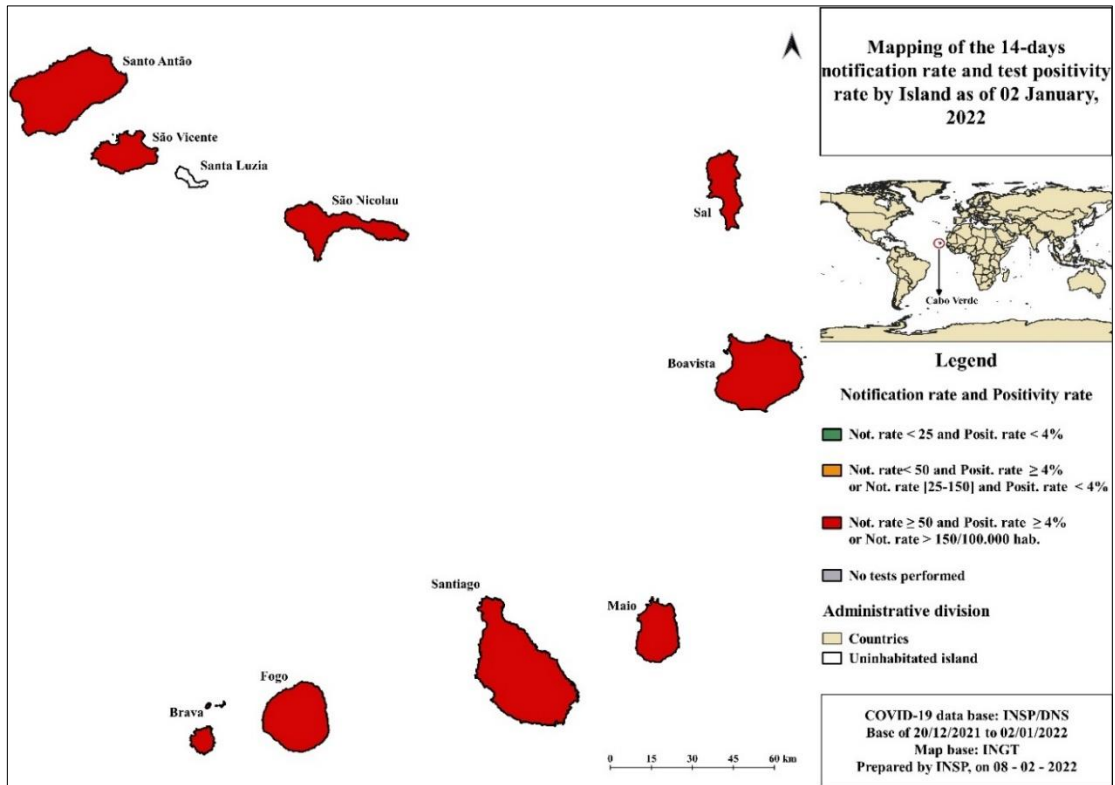 Santo Antão
São Vicente
Santa Luzia
São Nicolau
Sal
Boavista
Santiago
Maio
Fogo
Brava
0 15 30 45 60 km
Mapping of the 14-days
notification rate and test positivity
rate by Island as of 02 January,
2022
Cabo Verde
Legend
Notification rate and Positivity rate
Not. rate < 25 and Posit. rate < 4%
Not. rate< 50 and Posit. rate ≥ 4%
or Not. rate [25-150] and Posit. rate < 4%
Not. rate ≥ 50 and Posit. rate ≥ 4%
or Not. rate > 150/100.000 hab.
No tests performed
Administrative division
Countries
Uninhabitated island
COVID-19 data base: INSP/DNS
Base of 20/12/2021 to 02/01/2022
Map base: INGT
Prepared by INSP, on 08 - 02 - 2022